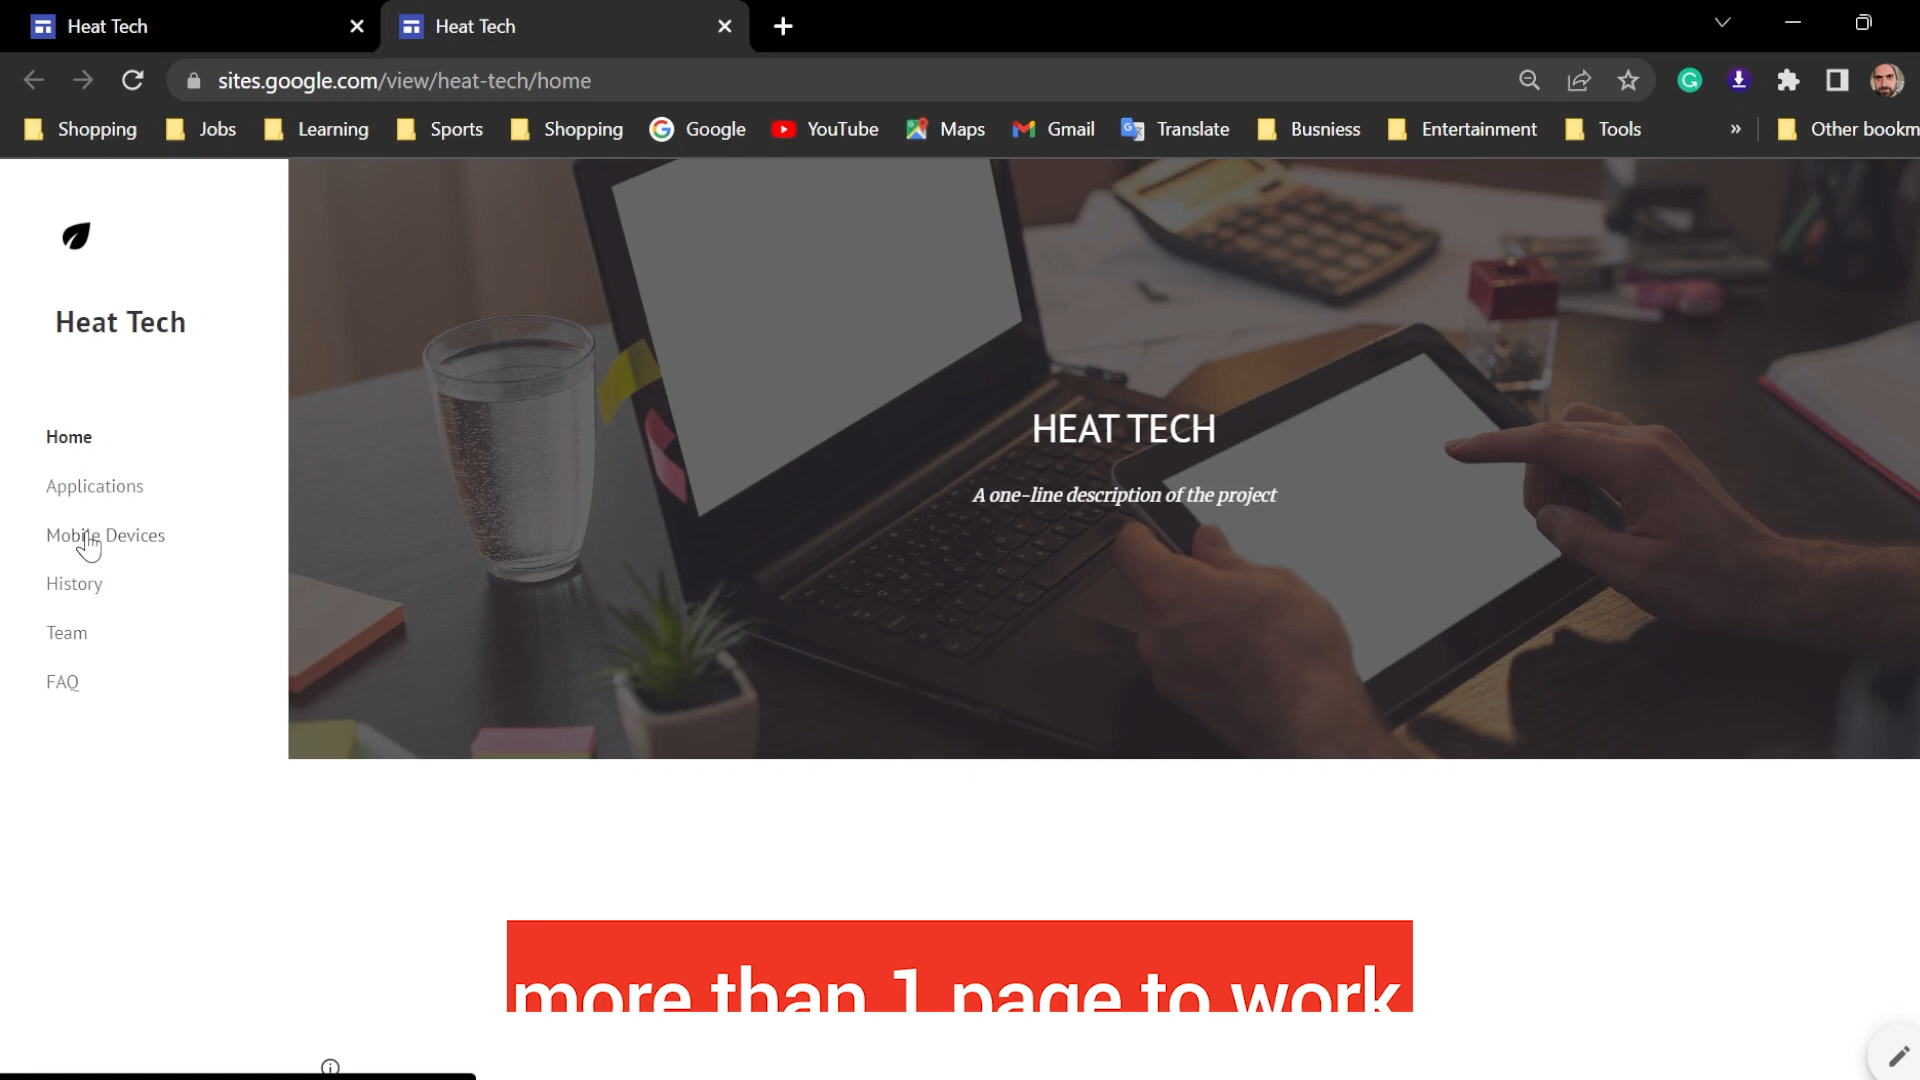 Heat Tech
Heat Tech
sites.google.com/view/heat-tech/home
Shopping
Jobs
Learning
Sports
Shopping
Google
YouTube
Maps
Gmail
Translate
Busniess
Entertainment
Tools
»
Other bookm
Heat Tech
Home
Applications
Mobile Devices
History
Team
FAQ
HEAT TECH
A one-line description of the project
more than 1 page to work